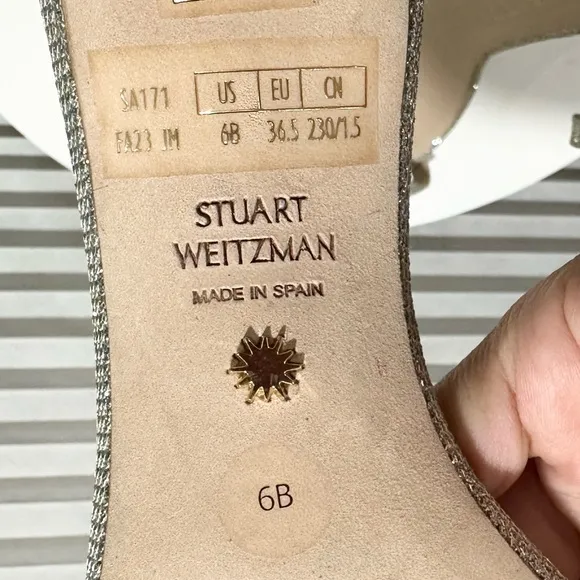 SA171 US EU CN
FA23 IM 6B 36.5 230/1.5
STUART
WEITZMAN
MADE IN SPAIN
6B